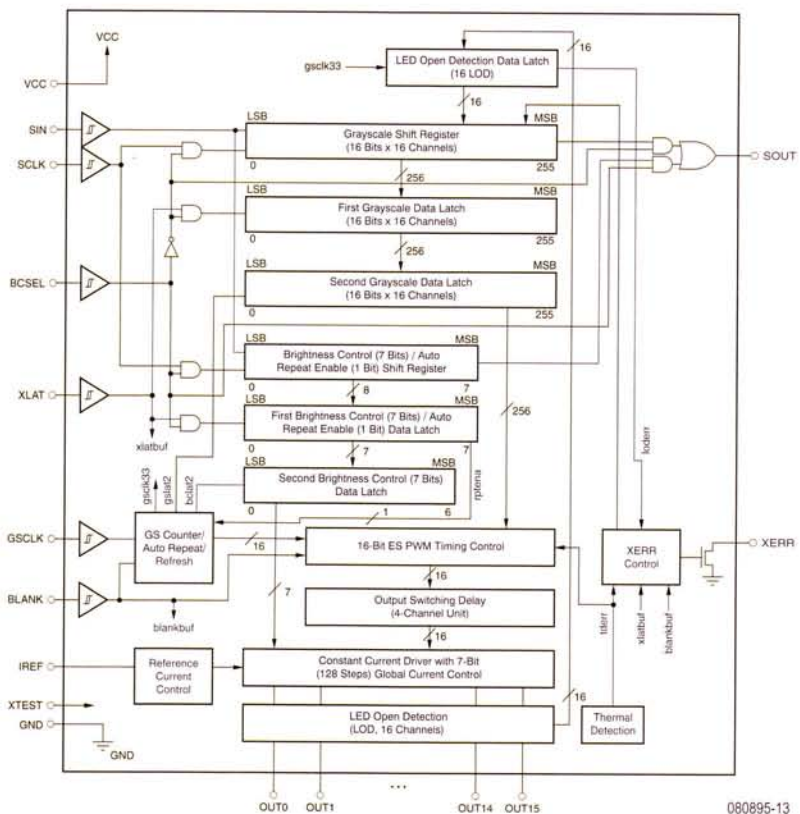 VCC
VCC
gsclk33
LED Open Detection Data Latch
(16 LOD)
16
16
SIN
SCLK
LSB
MSB
Grayscale Shift Register
(16 Bits x 16 Channels)
0
255
SOUT
256
LSB
MSB
First Grayscale Data Latch
(16 Bits x 16 Channels)
0
255
256
BCSEL
LSB
MSB
Second Grayscale Data Latch
(16 Bits x 16 Channels)
0
255
LSB
MSB
Brightness Control (7 Bits) / Auto
Repeat Enable (1 Bit) Shift Register
0
7
8
256
XLAT
xlatbuf
LSB
MSB
First Brightness Control (7 Bits) / Auto
Repeat Enable (1 Bit) Data Latch
0
7
7
loderr
gsclk33
gslat2
bclat2
rptena
LSB
MSB
Second Brightness Control (7 Bits)
Data Latch
0
6
1
GSCLK
GS Counter/
Auto Repeat/
Refresh
16
16-Bit ES PWM Timing Control
XERR
Control
XERR
BLANK
blankbuf
7
16
Output Switching Delay
(4-Channel Unit)
16
tderr
xlatbuf
blankbuf
IREF
Reference
Current
Control
Constant Current Driver with 7-Bit
(128 Steps) Global Current Control
16
XTEST
GND
GND
LED Open Detection
(LOD, 16 Channels)
Thermal
Detection
...
OUT0
OUT1
OUT14
OUT15
080895-13